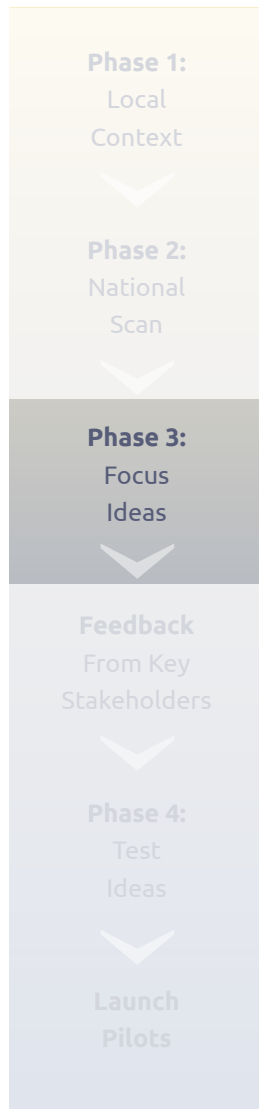 Phase 1:
Local
Context
Phase 2:
National
Scan
Phase 3:
Focus
Ideas
Feedback
From Key
Stakeholders
Phase 4:
Test
Ideas
Launch
Pilots